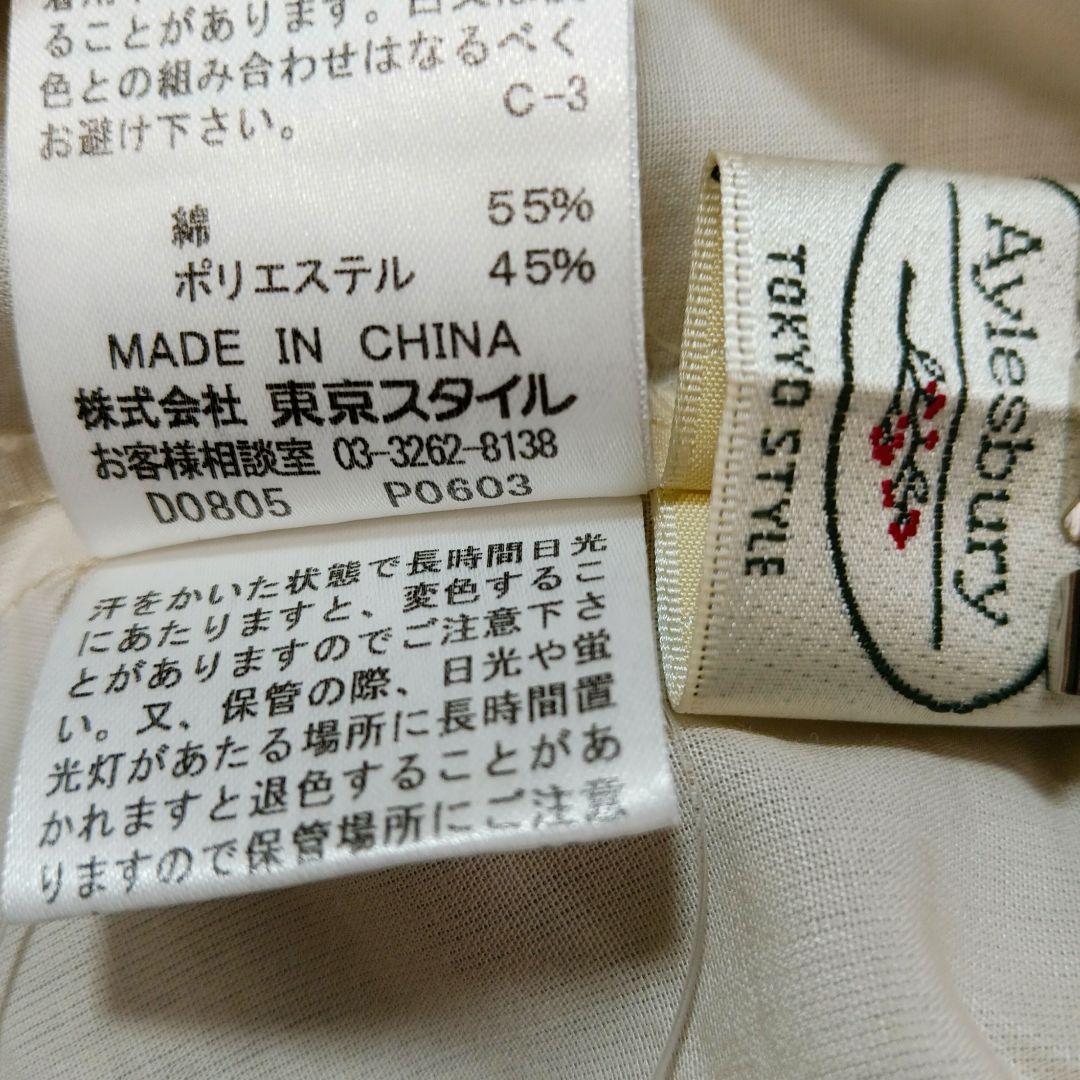 ることがあります。
色との組み合わせはなるべく
お避け下さい。
C-3
綿 55%
ポリエステル 45%
MADE IN CHINA
株式会社 東京スタイル
お客様相談室 03-3262-8138
D0805 P0603
汗をかいた状態で長時間日光
にあたりますと、変色するこ
とがありますのでご注意下さ
い。又、保管の際、日光や蛍
光灯があたる場所に長時間置
かれますと退色することがあ
りますので保管場所にご注意
Aylesbury
TOKYO STYLE